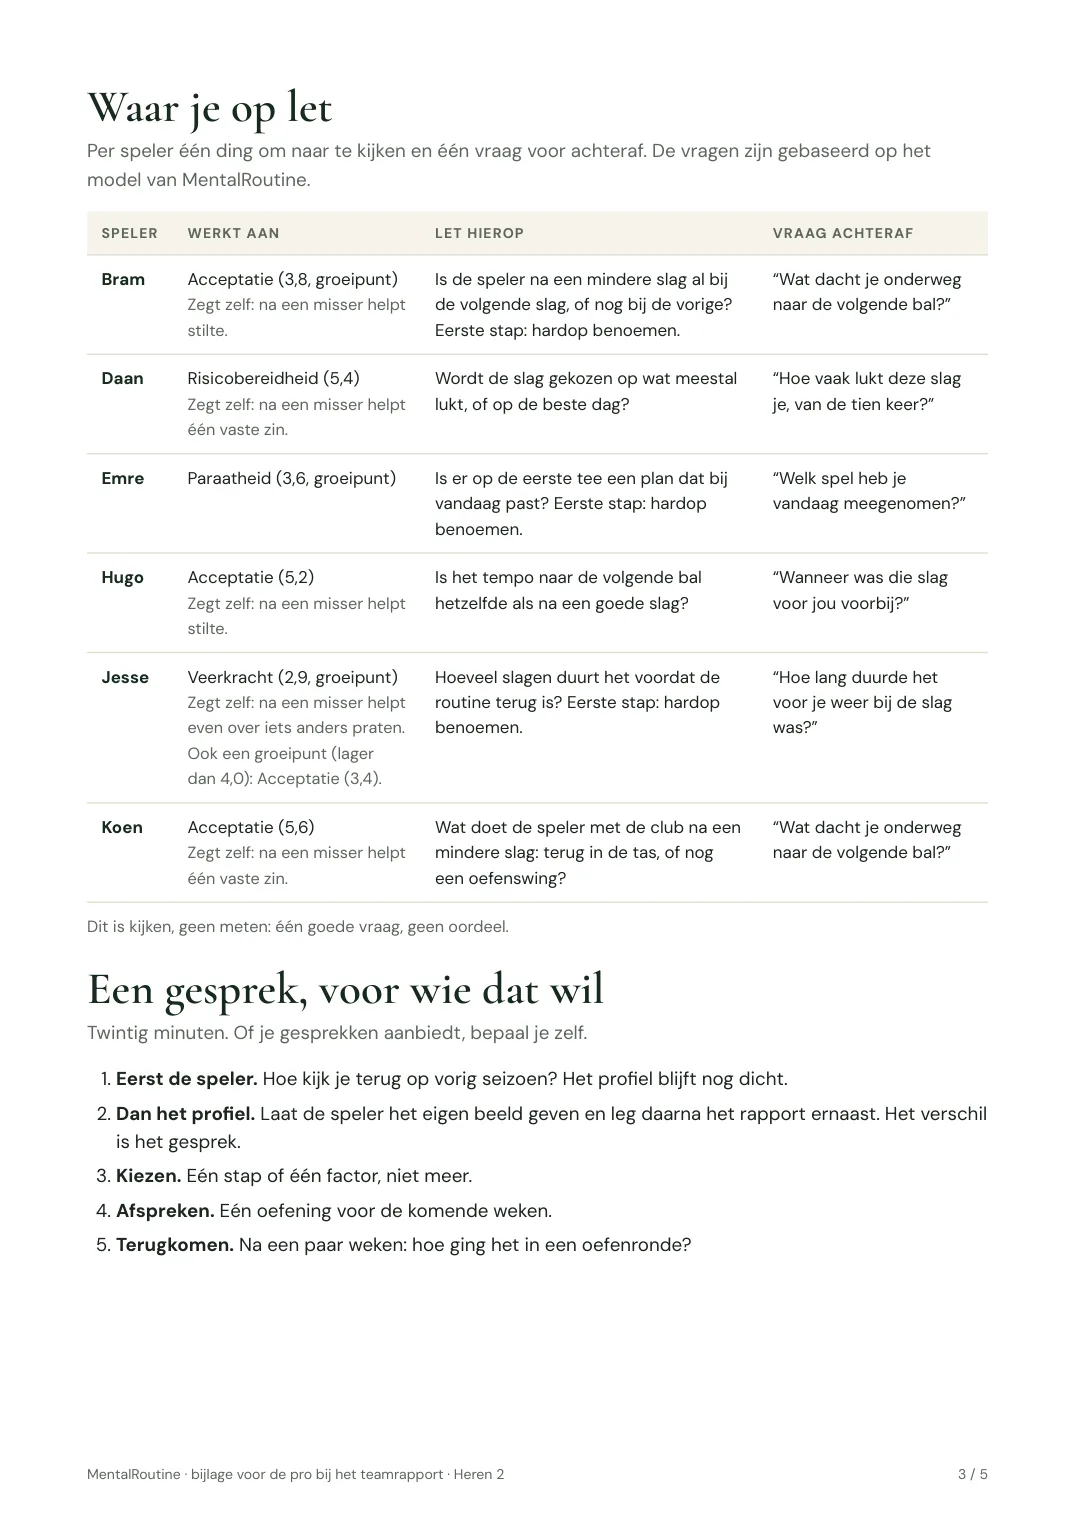 Waar je op let
Per speler één ding om naar te kijken en één vraag voor achteraf. De vragen zijn gebaseerd op het
model van MentalRoutine.
SPELER WERKT AAN LET HIEROP VRAAG ACHTERAF
Bram Acceptatie (3,8, groeipunt) Is de speler na een mindere slag al bij “Wat dacht je onderweg
Zegt zelf: na een misser helpt de volgende slag, of nog bij de vorige? naar de volgende bal?”
stilte. Eerste stap: hardop benoemen.
Daan Risicobereidheid (5,4) Wordt de slag gekozen op wat meestal “Hoe vaak lukt deze slag
Zegt zelf: na een misser helpt lukt, of op de beste dag? je, van de tien keer?”
één vaste zin.
Emre Paraatheid (3,6, groeipunt) Is er op de eerste tee een plan dat bij “Welk spel heb je
vandaag past? Eerste stap: hardop vandaag meegenomen?”
benoemen.
Hugo Acceptatie (5,2) Is het tempo naar de volgende bal “Wanneer was die slag
Zegt zelf: na een misser helpt hetzelfde als na een goede slag? voor jou voorbij?”
stilte.
Jesse Veerkracht (2,9, groeipunt) Hoeveel slagen duurt het voordat de “Hoe lang duurde het
Zegt zelf: na een misser helpt routine terug is? Eerste stap: hardop voor je weer bij de slag
even over iets anders praten. benoemen. was?”
Ook een groeipunt (lager
dan 4,0): Acceptatie (3,4).
Koen Acceptatie (5,6) Wat doet de speler met de club na een “Wat dacht je onderweg
Zegt zelf: na een misser helpt mindere slag: terug in de tas, of nog naar de volgende bal?”
één vaste zin. een oefenswing?
Dit is kijken, geen meten: één goede vraag, geen oordeel.
Een gesprek, voor wie dat wil
Twintig minuten. Of je gesprekken aanbiedt, bepaal je zelf.
1. Eerst de speler. Hoe kijk je terug op vorig seizoen? Het profiel blijft nog dicht.
2. Dan het profiel. Laat de speler het eigen beeld geven en leg daarna het rapport ernaast. Het verschil
is het gesprek.
3. Kiezen. Eén stap of één factor, niet meer.
4. Afspreken. Eén oefening voor de komende weken.
5. Terugkomen. Na een paar weken: hoe ging het in een oefenronde?
MentalRoutine · bijlage voor de pro bij het teamrapport · Heren 2 3 / 5